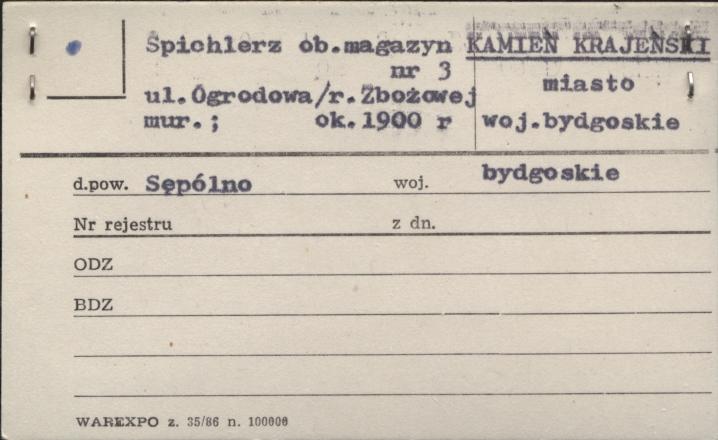 Spichlerz ob.magazyn
nr 3
ul.Ogrodowa/r.Zbożowej
mur.; ok.1900 r
KAMIEŃ KRAJEŃSKI
miasto
woj.bydgoskie
d.pow. Sępólno woj. bydgoskie
Nr rejestru z dn.
ODZ
BDZ
WAREXPO z. 35/86 n. 100000